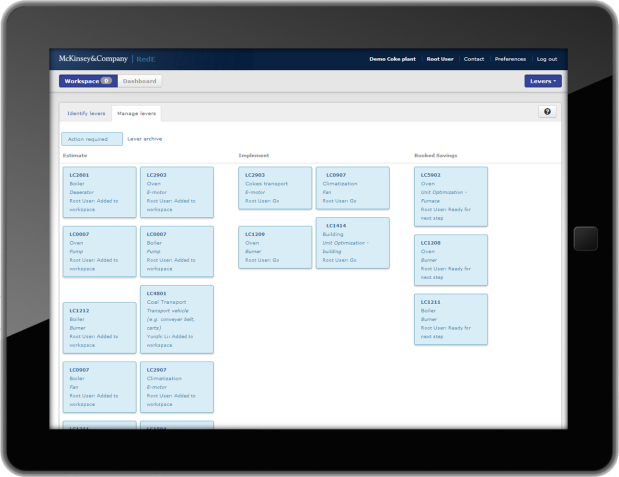 McKinsey&Company | RedE
Demo Coke plant
Root User
Contact
Preferences
Log out
Workspace 0
Dashboard
Levers
Identify levers
Manage levers
?
Action required
Lever archive
Estimate
LC2001
Boiler
Deaerator
Root User: Added to
workspace
LC2903
Oven
E-motor
Root User: Added to
workspace
LC0007
Oven
Pump
Root User: Added to
workspace
LC0007
Boiler
Pump
Root User: Added to
workspace
LC1212
Boiler
Burner
Root User: Added to
workspace
LC4801
Coal Transport
Transport vehicle
(e.g. conveyer belt,
carts)
Yunshi Li: Added to
workspace
LC0907
Boiler
Fan
Root User: Added to
workspace
LC2907
Climatization
E-motor
Root User: Added to
workspace
Implement
LC2903
Cokes transport
E-motor
Root User: Go
LC0907
Climatization
Fan
Root User: Go
LC1209
Oven
Burner
Root User: Go
LC1414
Building
Unit Optimization -
building
Root User: Go
Booked Savings
LC5902
Oven
Unit Optimization -
Furnace
Root User: Ready for
next step
LC1208
Oven
Burner
Root User: Ready for
next step
LC1211
Boiler
Burner
Root User: Ready for
next step